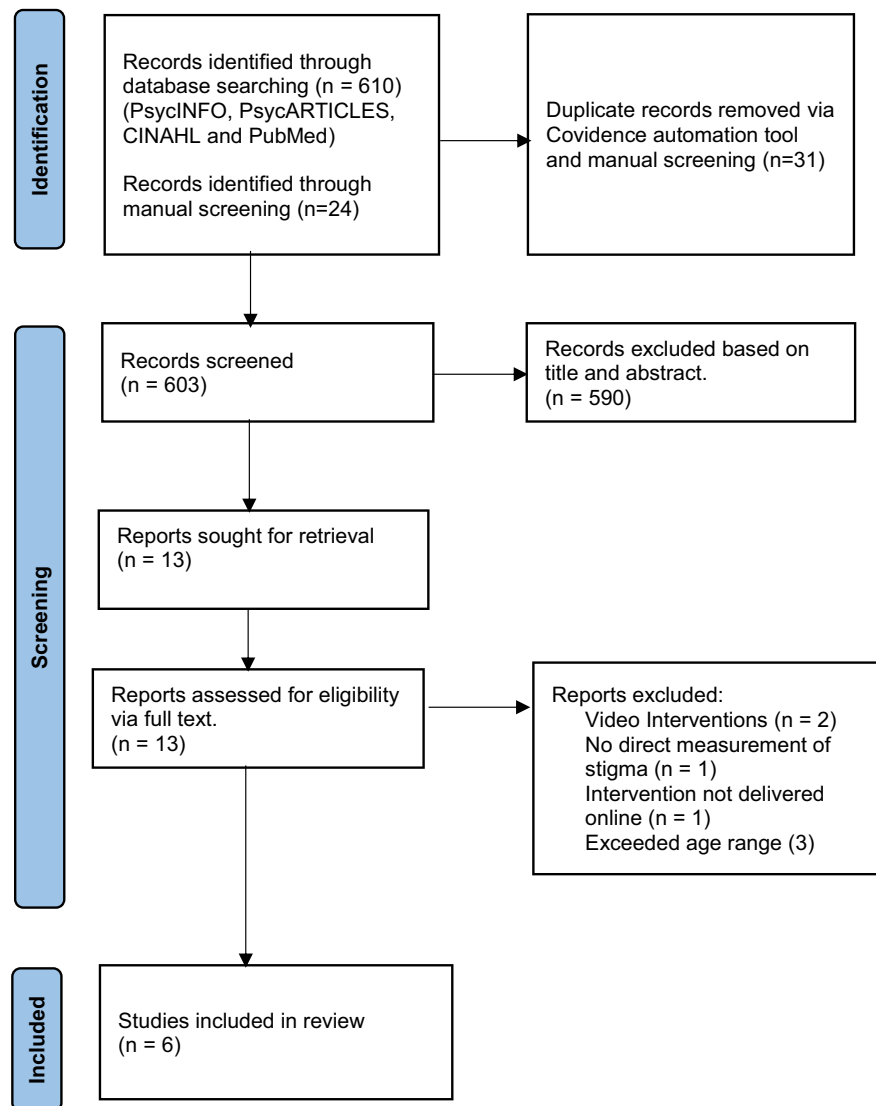 Identification
Records identified through
database searching (n = 610)
(PsycINFO, PsycARTICLES,
CINAHL and PubMed)
Records identified through
manual screening (n=24)
Duplicate records removed via
Covidence automation tool
and manual screening (n=31)
Screening
Records screened
(n = 603)
Records excluded based on
title and abstract.
(n = 590)
Reports sought for retrieval
(n = 13)
Reports assessed for eligibility
via full text.
(n = 13)
Reports excluded:
Video Interventions (n = 2)
No direct measurement of
stigma (n = 1)
Intervention not delivered
online (n = 1)
Exceeded age range (3)
Included
Studies included in review
(n = 6)